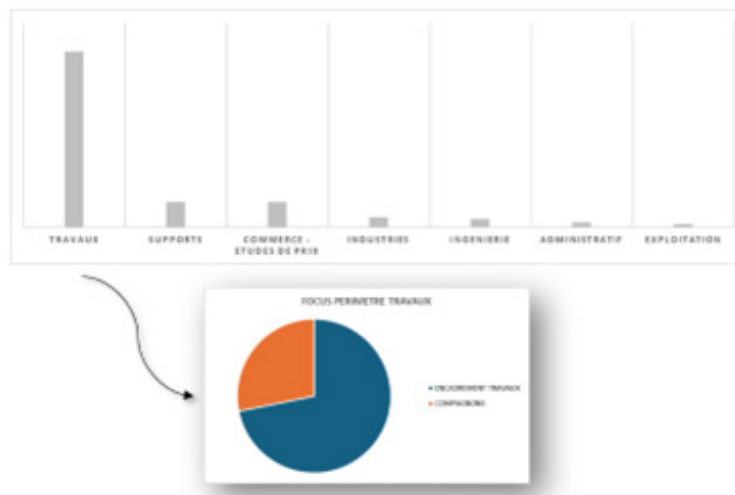 TRAVAUX
SUPPORTS
COMMERCE -
ETUDES DE PRIX
INDUSTRIES
INGENIERIE
ADMINISTRATIF
EXPLOITATION
FOCUS PERIMETRE TRAVAUX
ENCADREMENT TRAVAUX
COMPAGNONS